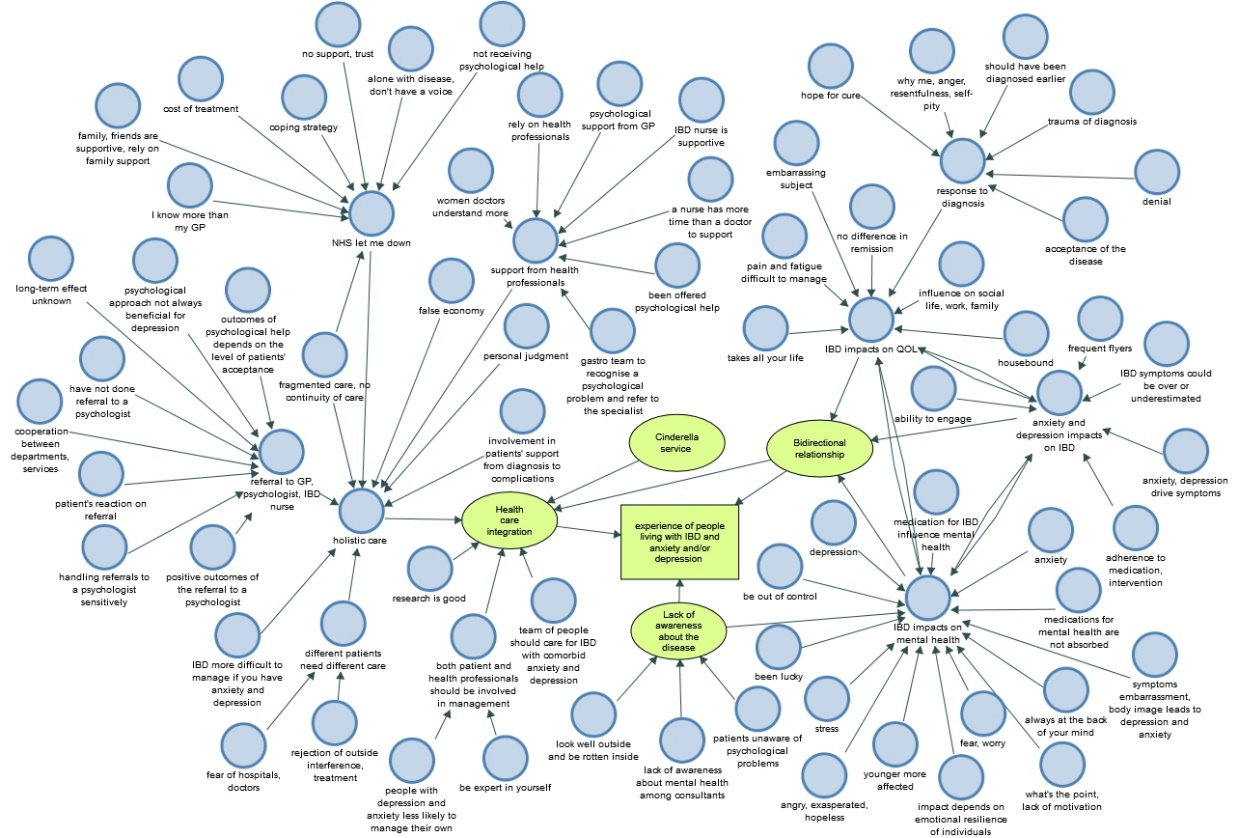 no support, trust
alone with disease,
don't have a voice
not receiving
psychological help
cost of treatment
coping strategy
family, friends are
supportive, rely on
family support
I know more than
my GP
NHS let me down
rely on health
professionals
psychological
support from GP
IBD nurse is
supportive
women doctors
understand more
a nurse has more
time than a doctor
to support
support from health
professionals
been offered
psychological help
gastro team to
recognise a
psychological
problem and refer to
the specialist
hope for cure
why me, anger,
resentfulness, self-
pity
should have been
diagnosed earlier
trauma of diagnosis
denial
acceptance of the
disease
response to
diagnosis
embarrassing
subject
no difference in
remission
pain and fatigue
difficult to manage
influence on social
life, work, family
takes all your life
IBD impacts on QOL
housebound
frequent flyers
IBD symptoms could
be over or
underestimated
ability to engage
anxiety and
depression impacts
on IBD
anxiety, depression
drive symptoms
adherence to
medication,
intervention
long-term effect
unknown
psychological
approach not always
beneficial for
depression
outcomes of
psychological help
depends on the
level of patients'
acceptance
have not done
referral to a
psychologist
cooperation
between
departments,
services
patient's reaction on
referral
handling referrals to
a psychologist
sensitively
positive outcomes of
the referral to a
psychologist
referral to GP,
psychologist, IBD
nurse
fragmented care, no
continuity of care
false economy
personal judgment
involvement in
patients' support
from diagnosis to
complications
holistic care
IBD more difficult to
manage if you have
anxiety and
depression
different patients
need different care
fear of hospitals,
doctors
rejection of outside
interference,
treatment
Cinderella
service
Bidirectional
relationship
Health
care
integration
experience of people
living with IBD and
anxiety and/or
depression
Lack of
awareness
about the
disease
research is good
both patient and
health professionals
should be involved
in management
team of people
should care for IBD
with comorbid
anxiety and
depression
people with
depression and
anxiety less likely to
manage their own
be expert in yourself
look well outside
and be rotten inside
lack of awareness
about mental health
among consultants
patients unaware of
psychological
problems
medication for IBD
influence mental
health
depression
be out of control
been lucky
stress
IBD impacts on
mental health
anxiety
medications for
mental health are
not absorbed
symptoms
embarrassment,
body image leads to
depression and
anxiety
always at the back
of your mind
fear, worry
what's the point,
lack of motivation
younger more
affected
angry, exasperated,
hopeless
impact depends on
emotional resilience
of individuals